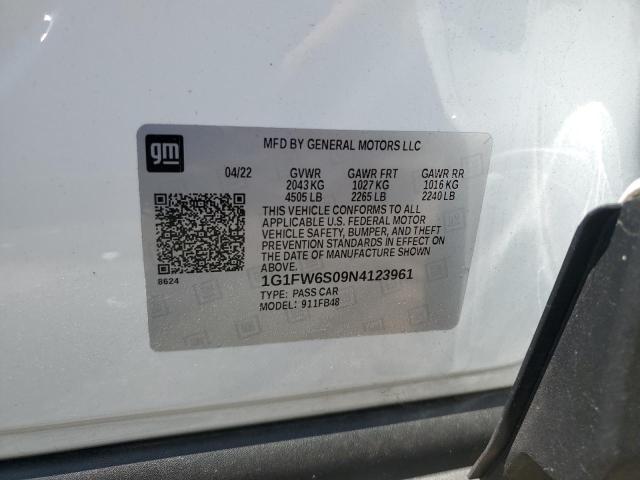 gm
MFD BY GENERAL MOTORS LLC
04/22 GVWR GAWR FRT GAWR RR
2043 KG 1027 KG 1016 KG
4505 LB 2265 LB 2240 LB
THIS VEHICLE CONFORMS TO ALL
APPLICABLE U.S. FEDERAL MOTOR
VEHICLE SAFETY, BUMPER, AND THEFT
PREVENTION STANDARDS IN EFFECT ON
THE DATE OF MANUFACTURE SHOWN
ABOVE.
8624
1G1FW6S09N4123961
TYPE: PASS CAR
MODEL: 911FB48